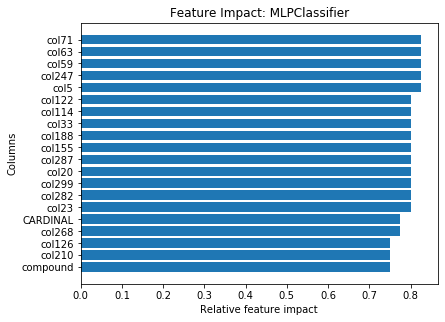 Feature Impact: MLPClassifier
col71
col63
col59
col247
col5
col122
col114
col33
col188
col155
col287
col20
col299
col282
col23
CARDINAL
col268
col126
col210
compound
Columns
0.0 0.1 0.2 0.3 0.4 0.5 0.6 0.7 0.8
Relative feature impact